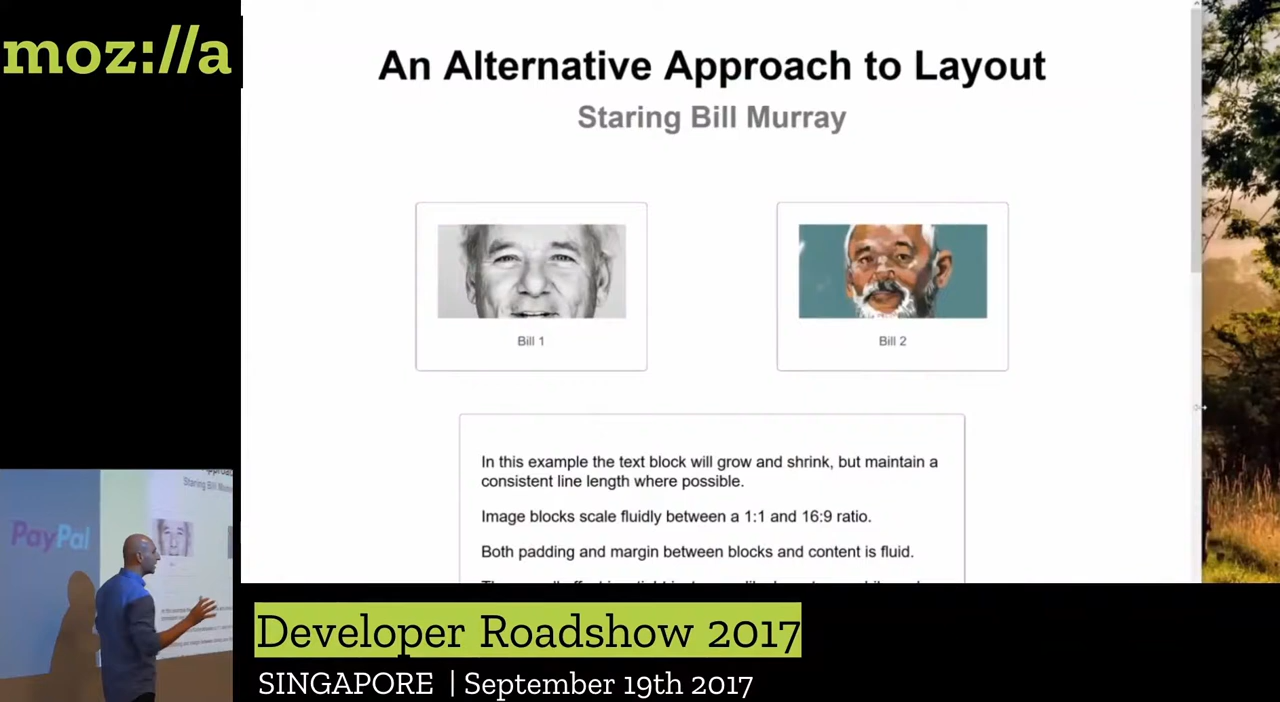 moz://a
An Alternative Approach to Layout
Staring Bill Murray
Bill 1
Bill 2
In this example the text block will grow and shrink, but maintain a
consistent line length where possible.
Image blocks scale fluidly between a 1:1 and 16:9 ratio.
Both padding and margin between blocks and content is fluid.
PayPal
Staring Bill
Developer Roadshow 2017
SINGAPORE | September 19th 2017